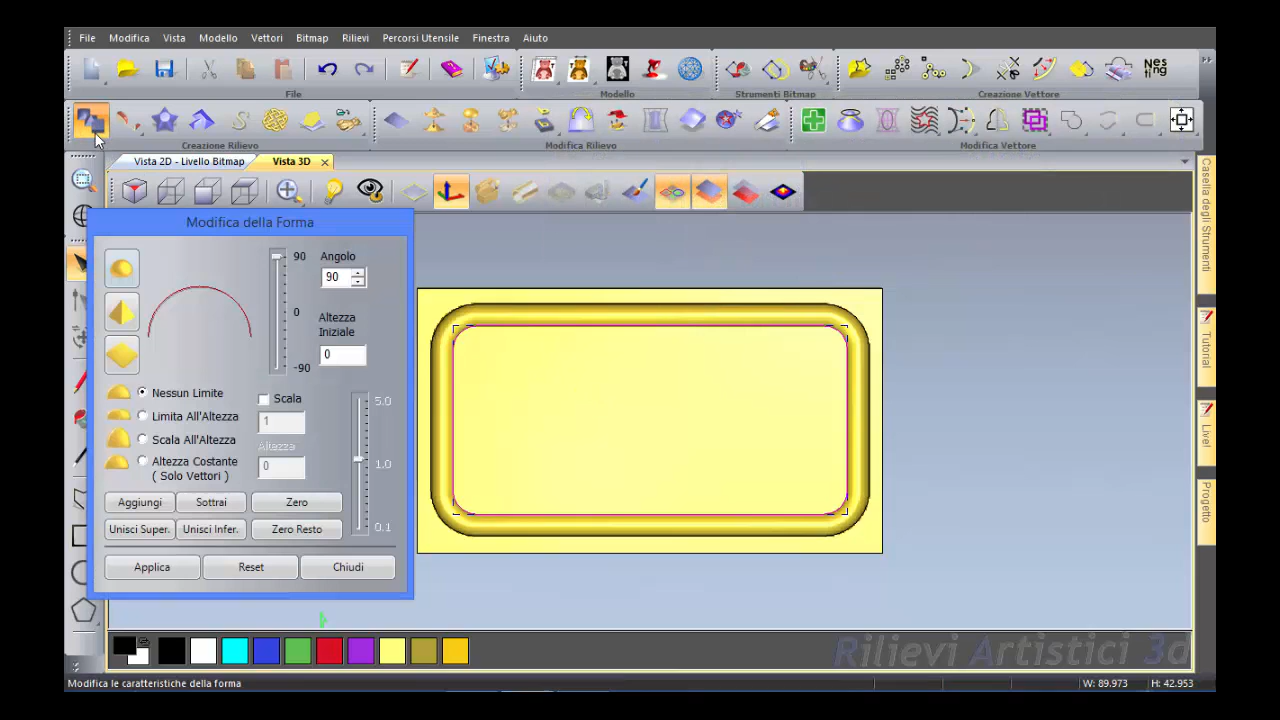 File Modifica Vista Modello Vettori Bitmap Rilievi Percorsi Utensile Finestra Aiuto
File Modello Strumenti Bitmap Creazione Vettore
NES
TING
Creazione Rilievo Modifica Rilievo Modifica Vettore
Vista 2D - Livello Bitmap Vista 3D
Modifica della Forma
90 Angolo
90
0 Altezza
Iniziale
0
-90
Nessun Limite Scala 5.0
Limita All'Altezza 1
Scala All'Altezza Altezza
Altezza Costante 0 1.0
( Solo Vettori )
Aggiungi Sottrai Zero
Unisci Super. Unisci Infer. Zero Resto 0.1
Applica Reset Chiudi
Casella degli Strumenti
Tutorial
Livel
Progetto
Rilievi Artistici 3d
Modifica le caratteristiche della forma W: 89.973 H: 42.953